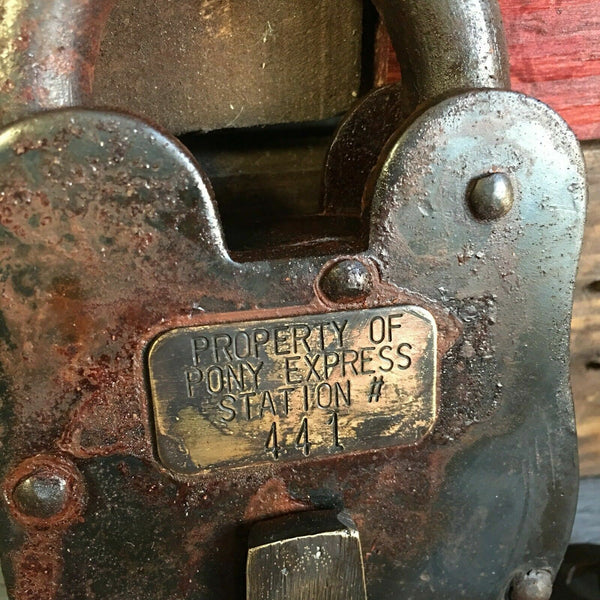 PROPERTY OF
PONY EXPRESS
STATION #
441